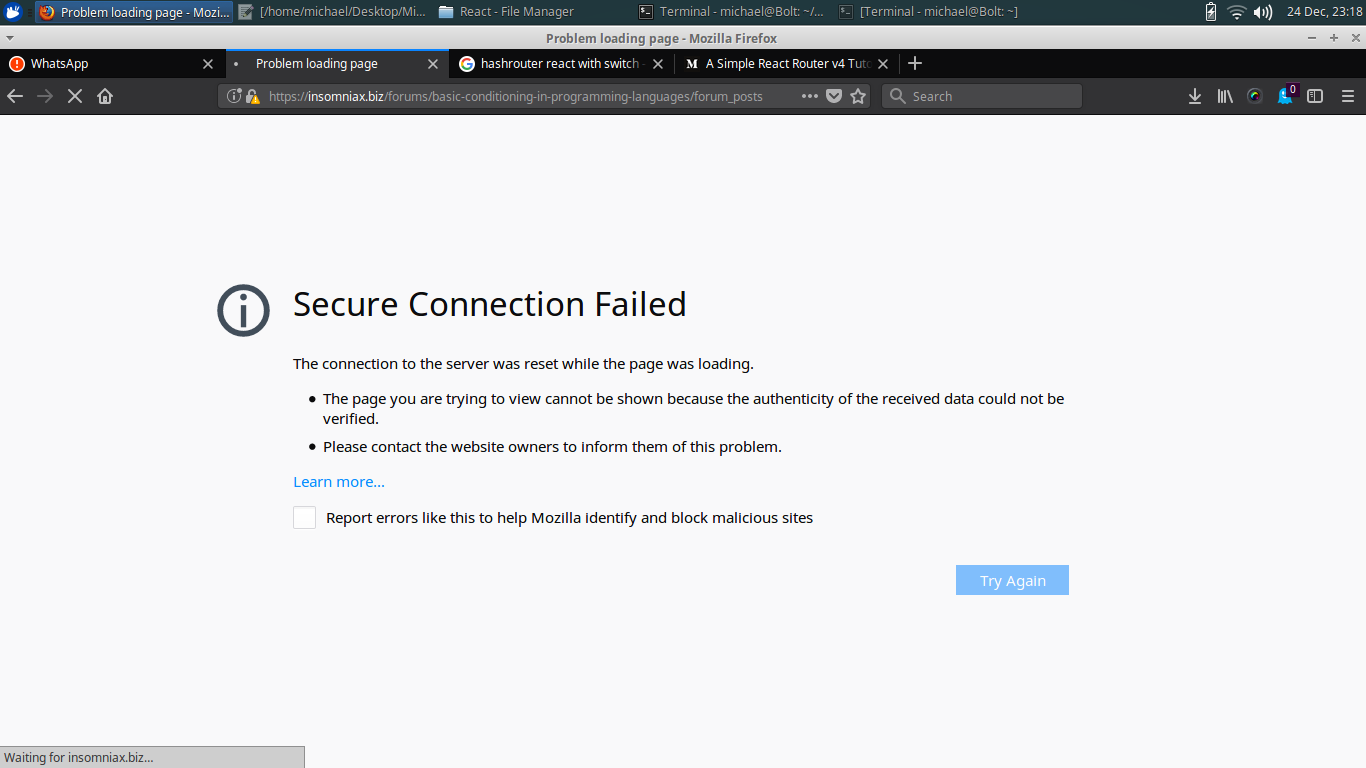 Problem loading page - Mozi...
[/home/michael/Desktop/Mi...
React - File Manager
Terminal - michael@Bolt: ~/...
[Terminal - michael@Bolt: ~]
24 Dec, 23:18
Problem loading page - Mozilla Firefox
WhatsApp
Problem loading page
hashrouter react with switch -
M
A Simple React Router v4 Tuto
https://insomniax.biz/forums/basic-conditioning-in-programming-languages/forum_posts
Search
0
Secure Connection Failed
The connection to the server was reset while the page was loading.
The page you are trying to view cannot be shown because the authenticity of the received data could not be
verified.
Please contact the website owners to inform them of this problem.
Learn more...
Report errors like this to help Mozilla identify and block malicious sites
Try Again
Waiting for insomniax.biz...